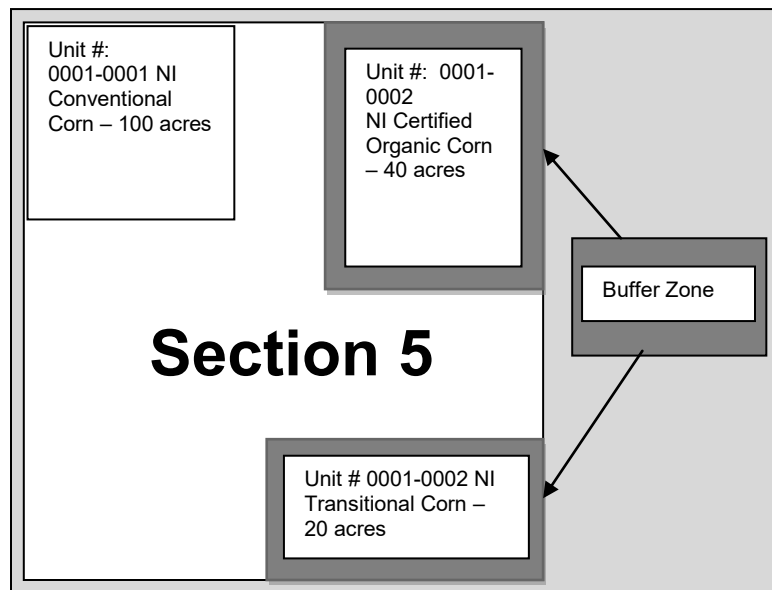 Unit #:
0001-0001 NI
Conventional
Corn – 100 acres
Unit #: 0001-
0002
NI Certified
Organic Corn
– 40 acres
Buffer Zone
Section 5
Unit # 0001-0002 NI
Transitional Corn –
20 acres